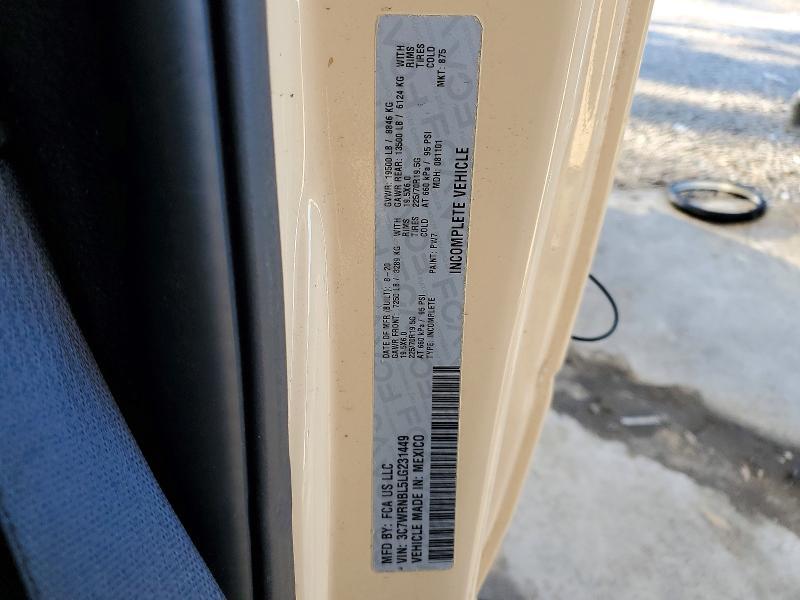 MFD BY: FCA US LLC
VIN: 3C7WRNBL5LG231449
VEHICLE MADE IN: MEXICO
DATE OF MFR (BUILT): 8-20
GVWR: 19500 LB / 8846 KG
GAWR FRONT: 7250 LB / 3289 KG WITH
19.5X6.0 RIMS
225/70R19.5G TIRES
AT 660 kPa / 95 PSI COLD
GAWR REAR: 13500 LB / 6124 KG WITH
19.5X6.0 RIMS
225/70R19.5G TIRES
AT 660 kPa / 95 PSI COLD
TYPE: INCOMPLETE PAINT: PW7 MDH: 081101 MKT: 875
INCOMPLETE VEHICLE